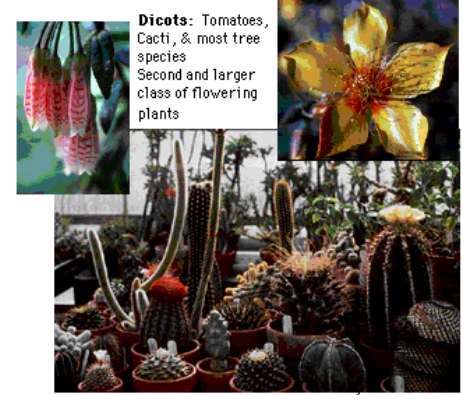 Dicots: Tomatoes,
Cacti, & most tree
species
Second and larger
class of flowering
plants